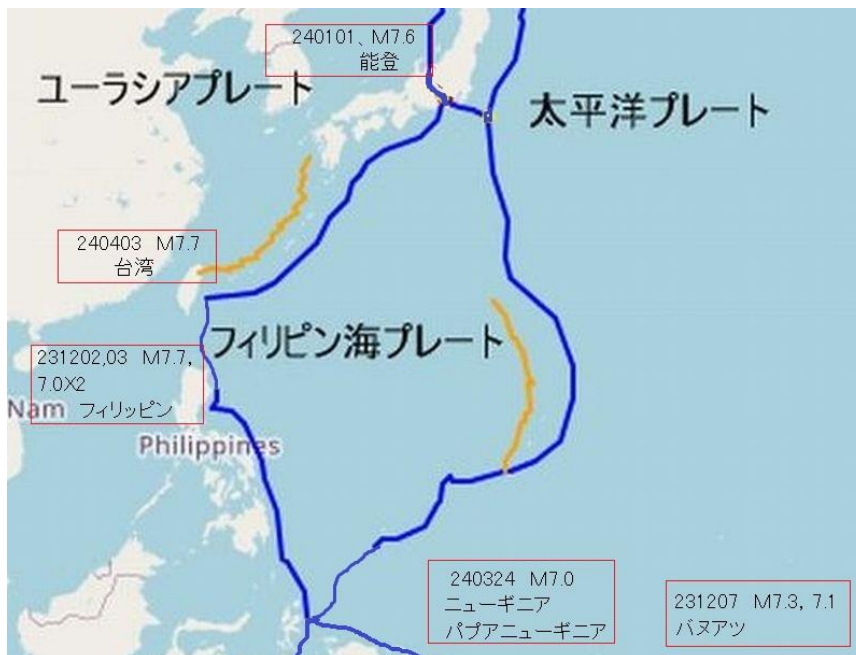 240101、M7.6
能登
ユーラシアプレート
太平洋プレート
240403 M7.7
台湾
フィリピン海プレート
231202,03 M7.7,
7.0X2
フィリッピン
Nam
Philippines
240324 M7.0
ニューギニア
パプアニューギニア
231207 M7.3, 7.1
バヌアツ